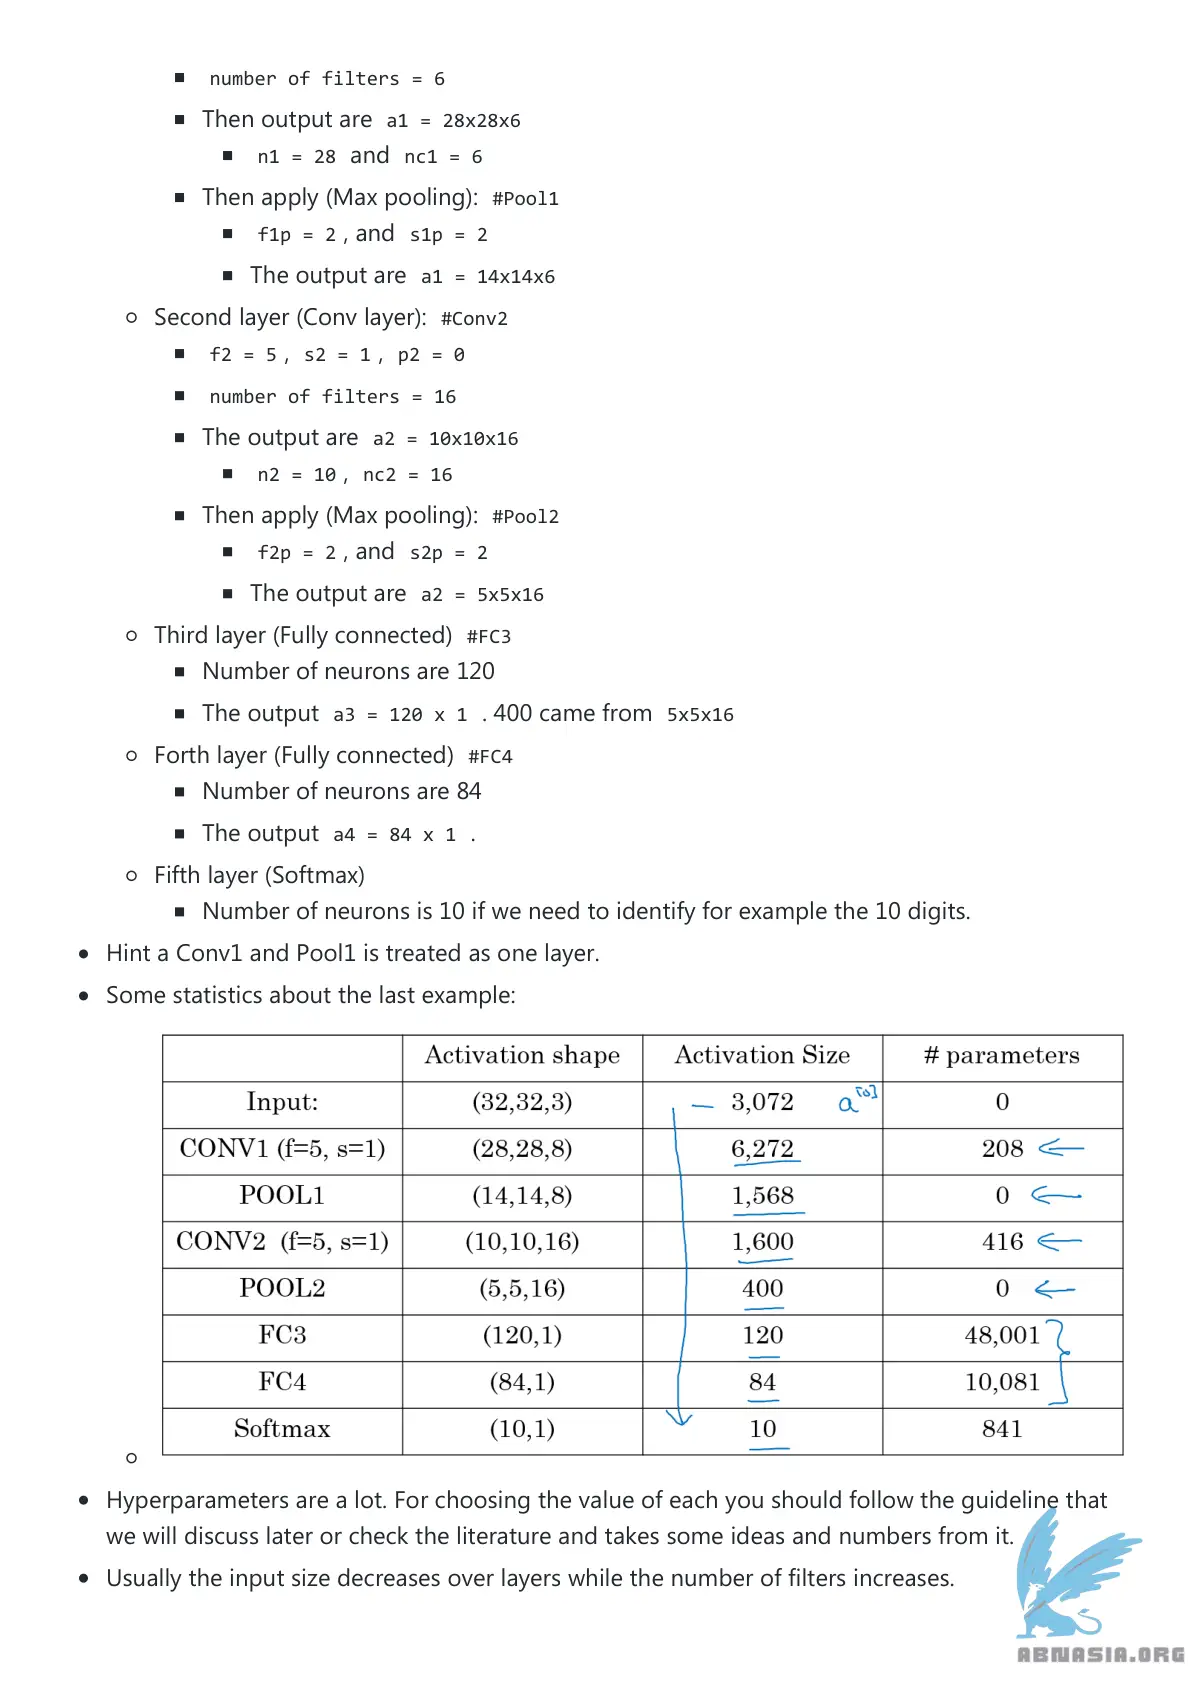 number of filters = 6
Then output are a1 = 28x28x6
n1 = 28 and nc1 = 6
Then apply (Max pooling): #Pool1
f1p = 2 , and s1p = 2
The output are a1 = 14x14x6
Second layer (Conv layer): #Conv2
f2 = 5 , s2 = 1 , p2 = 0
number of filters = 16
The output are a2 = 10x10x16
n2 = 10 , nc2 = 16
Then apply (Max pooling): #Pool2
f2p = 2 , and s2p = 2
The output are a2 = 5x5x16
Third layer (Fully connected) #FC3
Number of neurons are 120
The output a3 = 120 x 1 . 400 came from 5x5x16
Forth layer (Fully connected) #FC4
Number of neurons are 84
The output a4 = 84 x 1 .
Fifth layer (Softmax)
Number of neurons is 10 if we need to identify for example the 10 digits.
Hint a Conv1 and Pool1 is treated as one layer.
Some statistics about the last example:
Activation shape Activation Size # parameters
Input: (32,32,3) 3,072 a[0] 0
CONV1 (f=5, s=1) (28,28,8) 6,272 208
POOL1 (14,14,8) 1,568 0
CONV2 (f=5, s=1) (10,10,16) 1,600 416
POOL2 (5,5,16) 400 0
FC3 (120,1) 120 48,001
FC4 (84,1) 84 10,081
Softmax (10,1) 10 841
Hyperparameters are a lot. For choosing the value of each you should follow the guideline that
we will discuss later or check the literature and takes some ideas and numbers from it.
Usually the input size decreases over layers while the number of filters increases.
ABNASIA.ORG